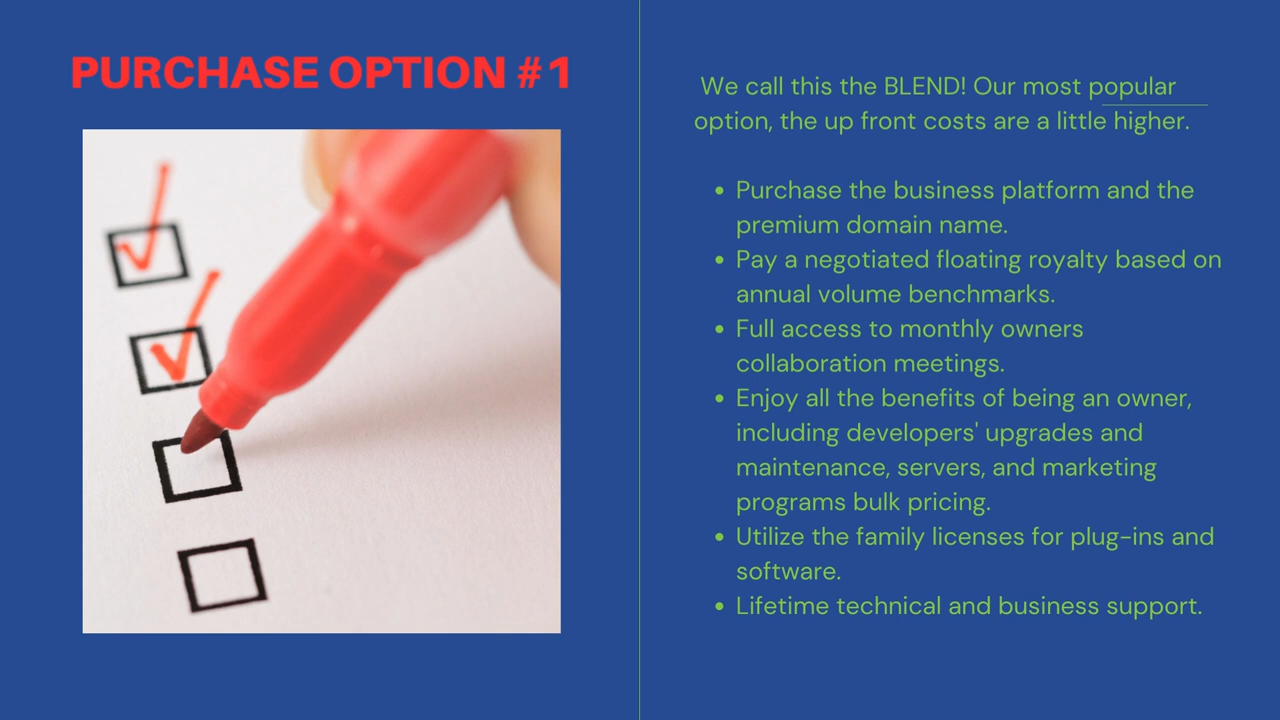 PURCHASE OPTION #1
We call this the BLEND! Our most popular
option, the up front costs are a little higher.
• Purchase the business platform and the
premium domain name.
• Pay a negotiated floating royalty based on
annual volume benchmarks.
• Full access to monthly owners
collaboration meetings.
• Enjoy all the benefits of being an owner,
including developers' upgrades and
maintenance, servers, and marketing
programs bulk pricing.
• Utilize the family licenses for plug-ins and
software.
• Lifetime technical and business support.